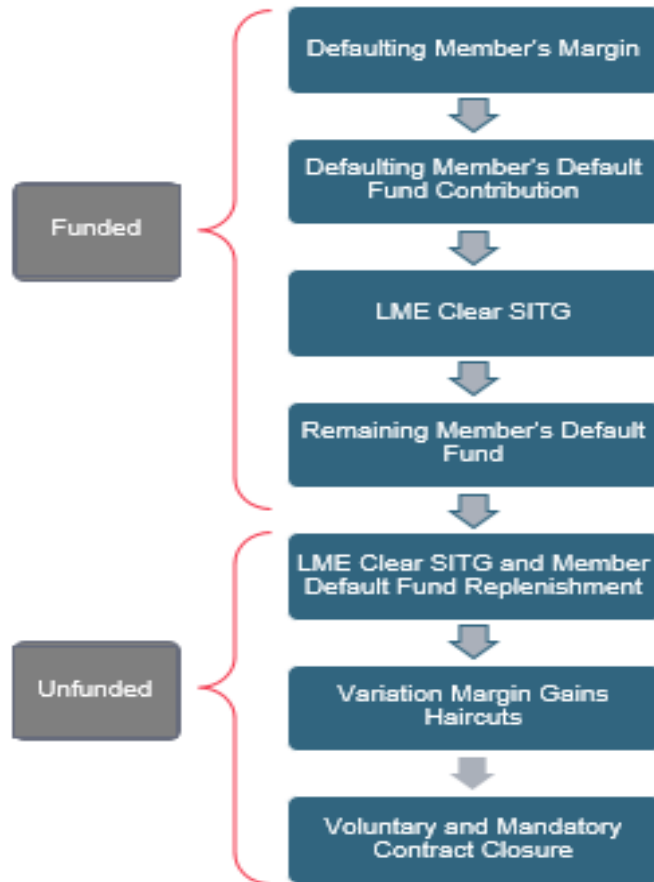 Defaulting Member's Margin
Defaulting Member's Default
Fund Contribution
Funded
LME Clear SITG
Remaining Member's Default
Fund
LME Clear SITG and Member
Default Fund Replenishment
Unfunded
Variation Margin Gains
Haircuts
Voluntary and Mandatory
Contract Closure